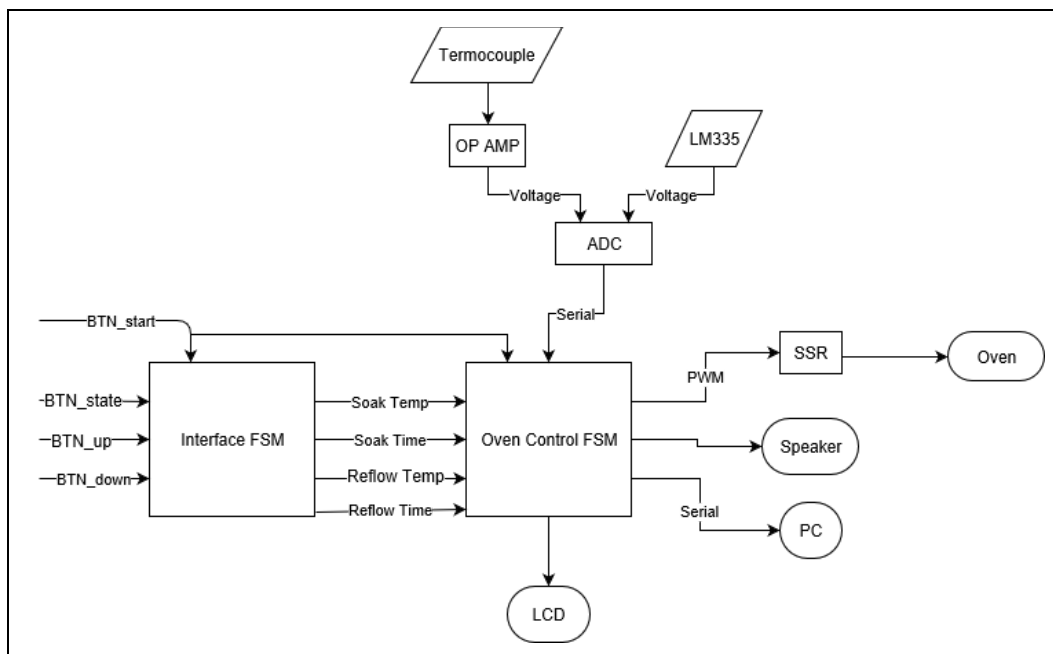 Termocouple
OP AMP
LM335
Voltage
Voltage
ADC
Serial
BTN_start
BTN_state
BTN_up
BTN_down
Interface FSM
Soak Temp
Soak Time
Reflow Temp
Reflow Time
Oven Control FSM
PWM
SSR
Oven
Speaker
Serial
PC
LCD